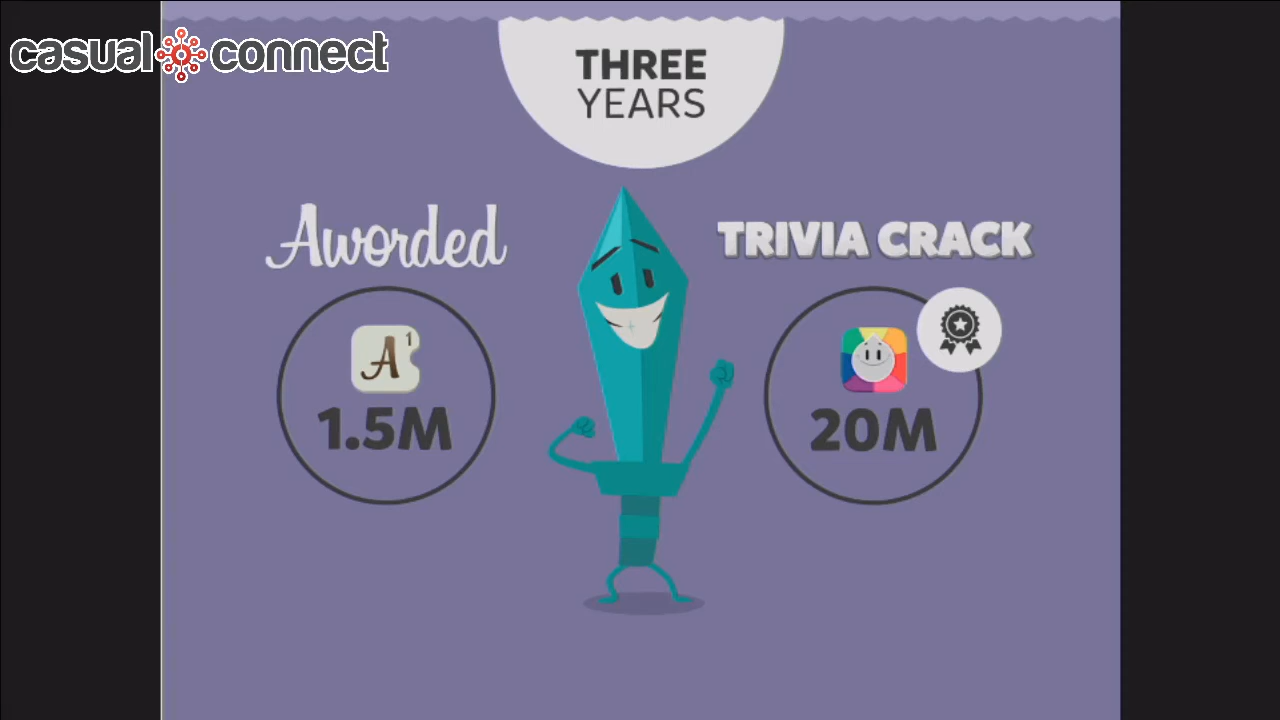 casual connect
THREE
YEARS
Aworded
TRIVIA CRACK
A 1
1.5M
20M